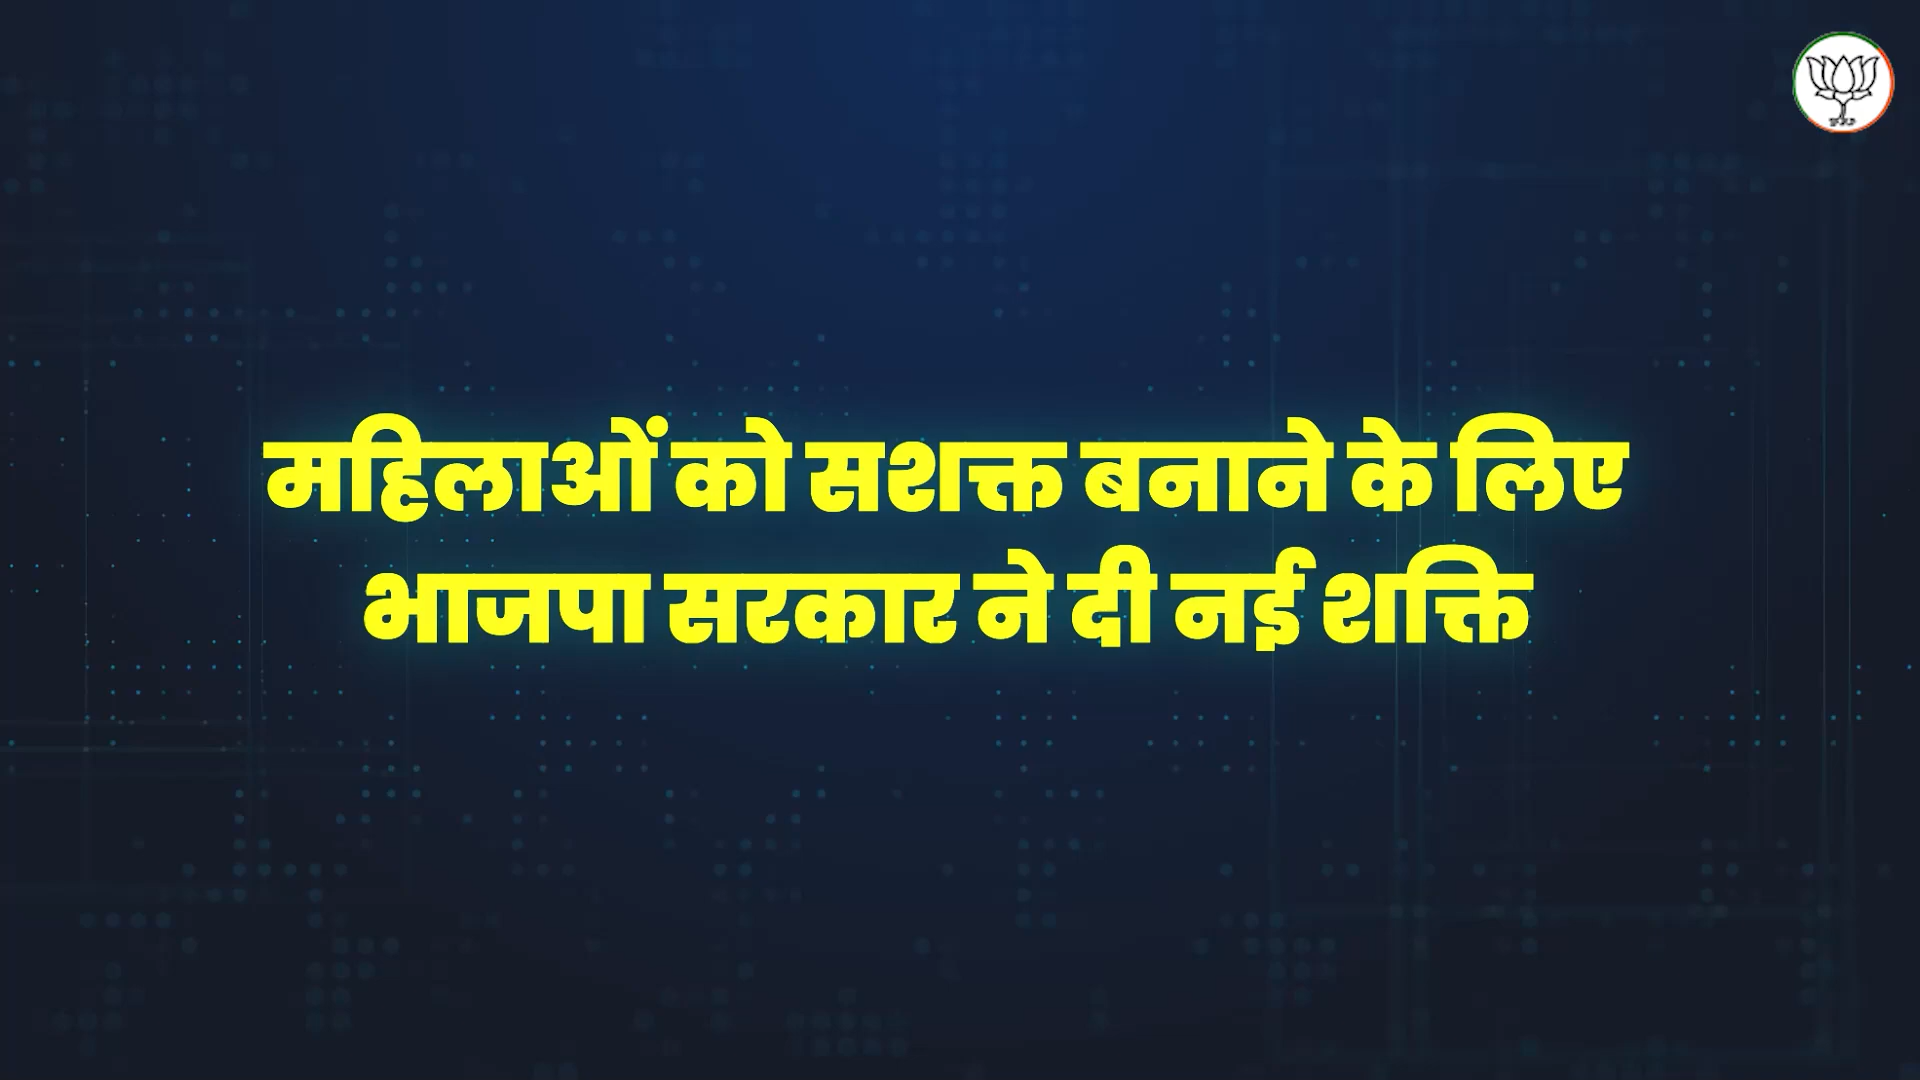 महिलाओं को सशक्त बनाने के लिए
भाजपा सरकार ने दी नई शक्ति